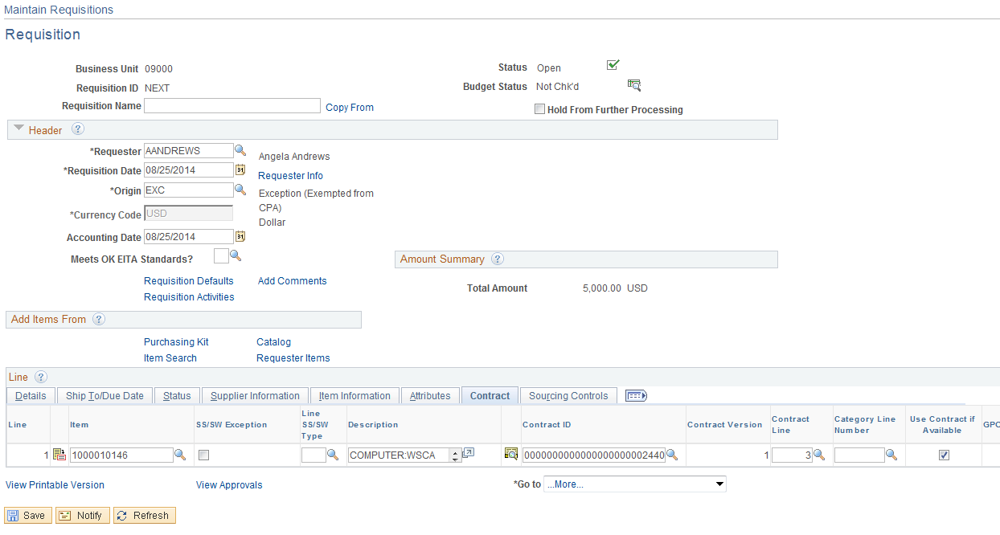 Maintain Requisitions
Requisition
Business Unit 09000
Status Open
Requisition ID NEXT
Budget Status Not Chk'd
Requisition Name
Copy From
Hold From Further Processing
Header ?
*Requester AANDREWS
Angela Andrews
*Requisition Date 08/25/2014 31
Requester Info
*Origin EXC
Exception (Exempted from
CPA)
*Currency Code USD
Dollar
Accounting Date 08/25/2014 31
Meets OK EITA Standards?
Amount Summary ?
Requisition Defaults Add Comments
Total Amount 5,000.00 USD
Requisition Activities
Add Items From ?
Purchasing Kit Catalog
Item Search Requester Items
Line ?
Details Ship To/Due Date Status Supplier Information Item Information Attributes Contract Sourcing Controls
Line Item SS/SW Exception Line SS/SW Type Description Contract ID Contract Version Contract Line Category Line Number Use Contract if Available GPC
1 1000010146 COMPUTER:WSCA 0000000000000000000002440 1 3
View Printable Version View Approvals *Go to ...More...
Save Notify Refresh